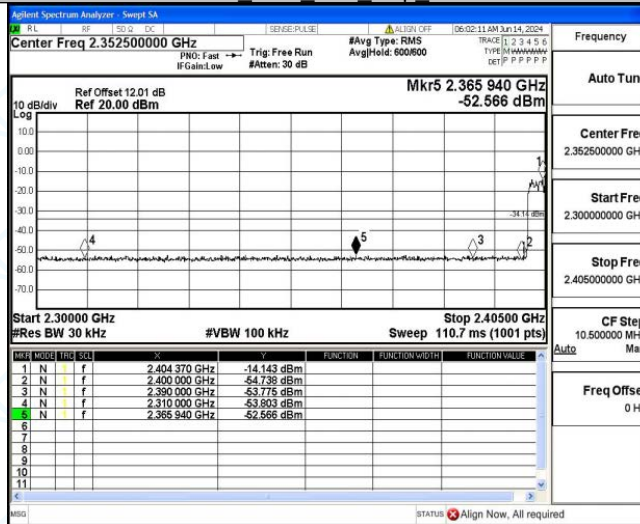 Agilent Spectrum Analyzer - Swept SA
RL RF 50 Ω DC SENSE:PULSE ALIGN OFF 06:02:11 AM Jun 14, 2024
Center Freq 2.352500000 GHz
PNO: Fast
IFGain:Low
Trig: Free Run
#Atten: 30 dB
#Avg Type: RMS
Avg|Hold: 600/600
TRACE 1 2 3 4 5 6
TYPE M
DET P P P P P P
Ref Offset 12.01 dB
Ref 20.00 dBm
10 dB/div
Log
Mkr5 2.365 940 GHz
-52.566 dBm
10.0
0.00
-10.0
-20.0
-30.0
-40.0
-50.0
-60.0
-70.0
1
-34.14 dBm
4
5
3
2
Start 2.30000 GHz
#Res BW 30 kHz
#VBW 100 kHz
Stop 2.40500 GHz
Sweep 110.7 ms (1001 pts)
MKR MODE TRC SCL X Y FUNCTION FUNCTION WIDTH FUNCTION VALUE
1 N 1 f 2.404 370 GHz -14.143 dBm
2 N 1 f 2.400 000 GHz -54.738 dBm
3 N 1 f 2.390 000 GHz -53.775 dBm
4 N 1 f 2.310 000 GHz -53.803 dBm
5 N 1 f 2.365 940 GHz -52.566 dBm
6
7
8
9
10
11
MSG
STATUS Align Now, All required
Frequency
Auto Tun
Center Fre
2.352500000 GH
Start Fre
2.300000000 GH
Stop Fre
2.405000000 GH
CF Step
10.500000 MH
Auto Ma
Freq Offse
0 H